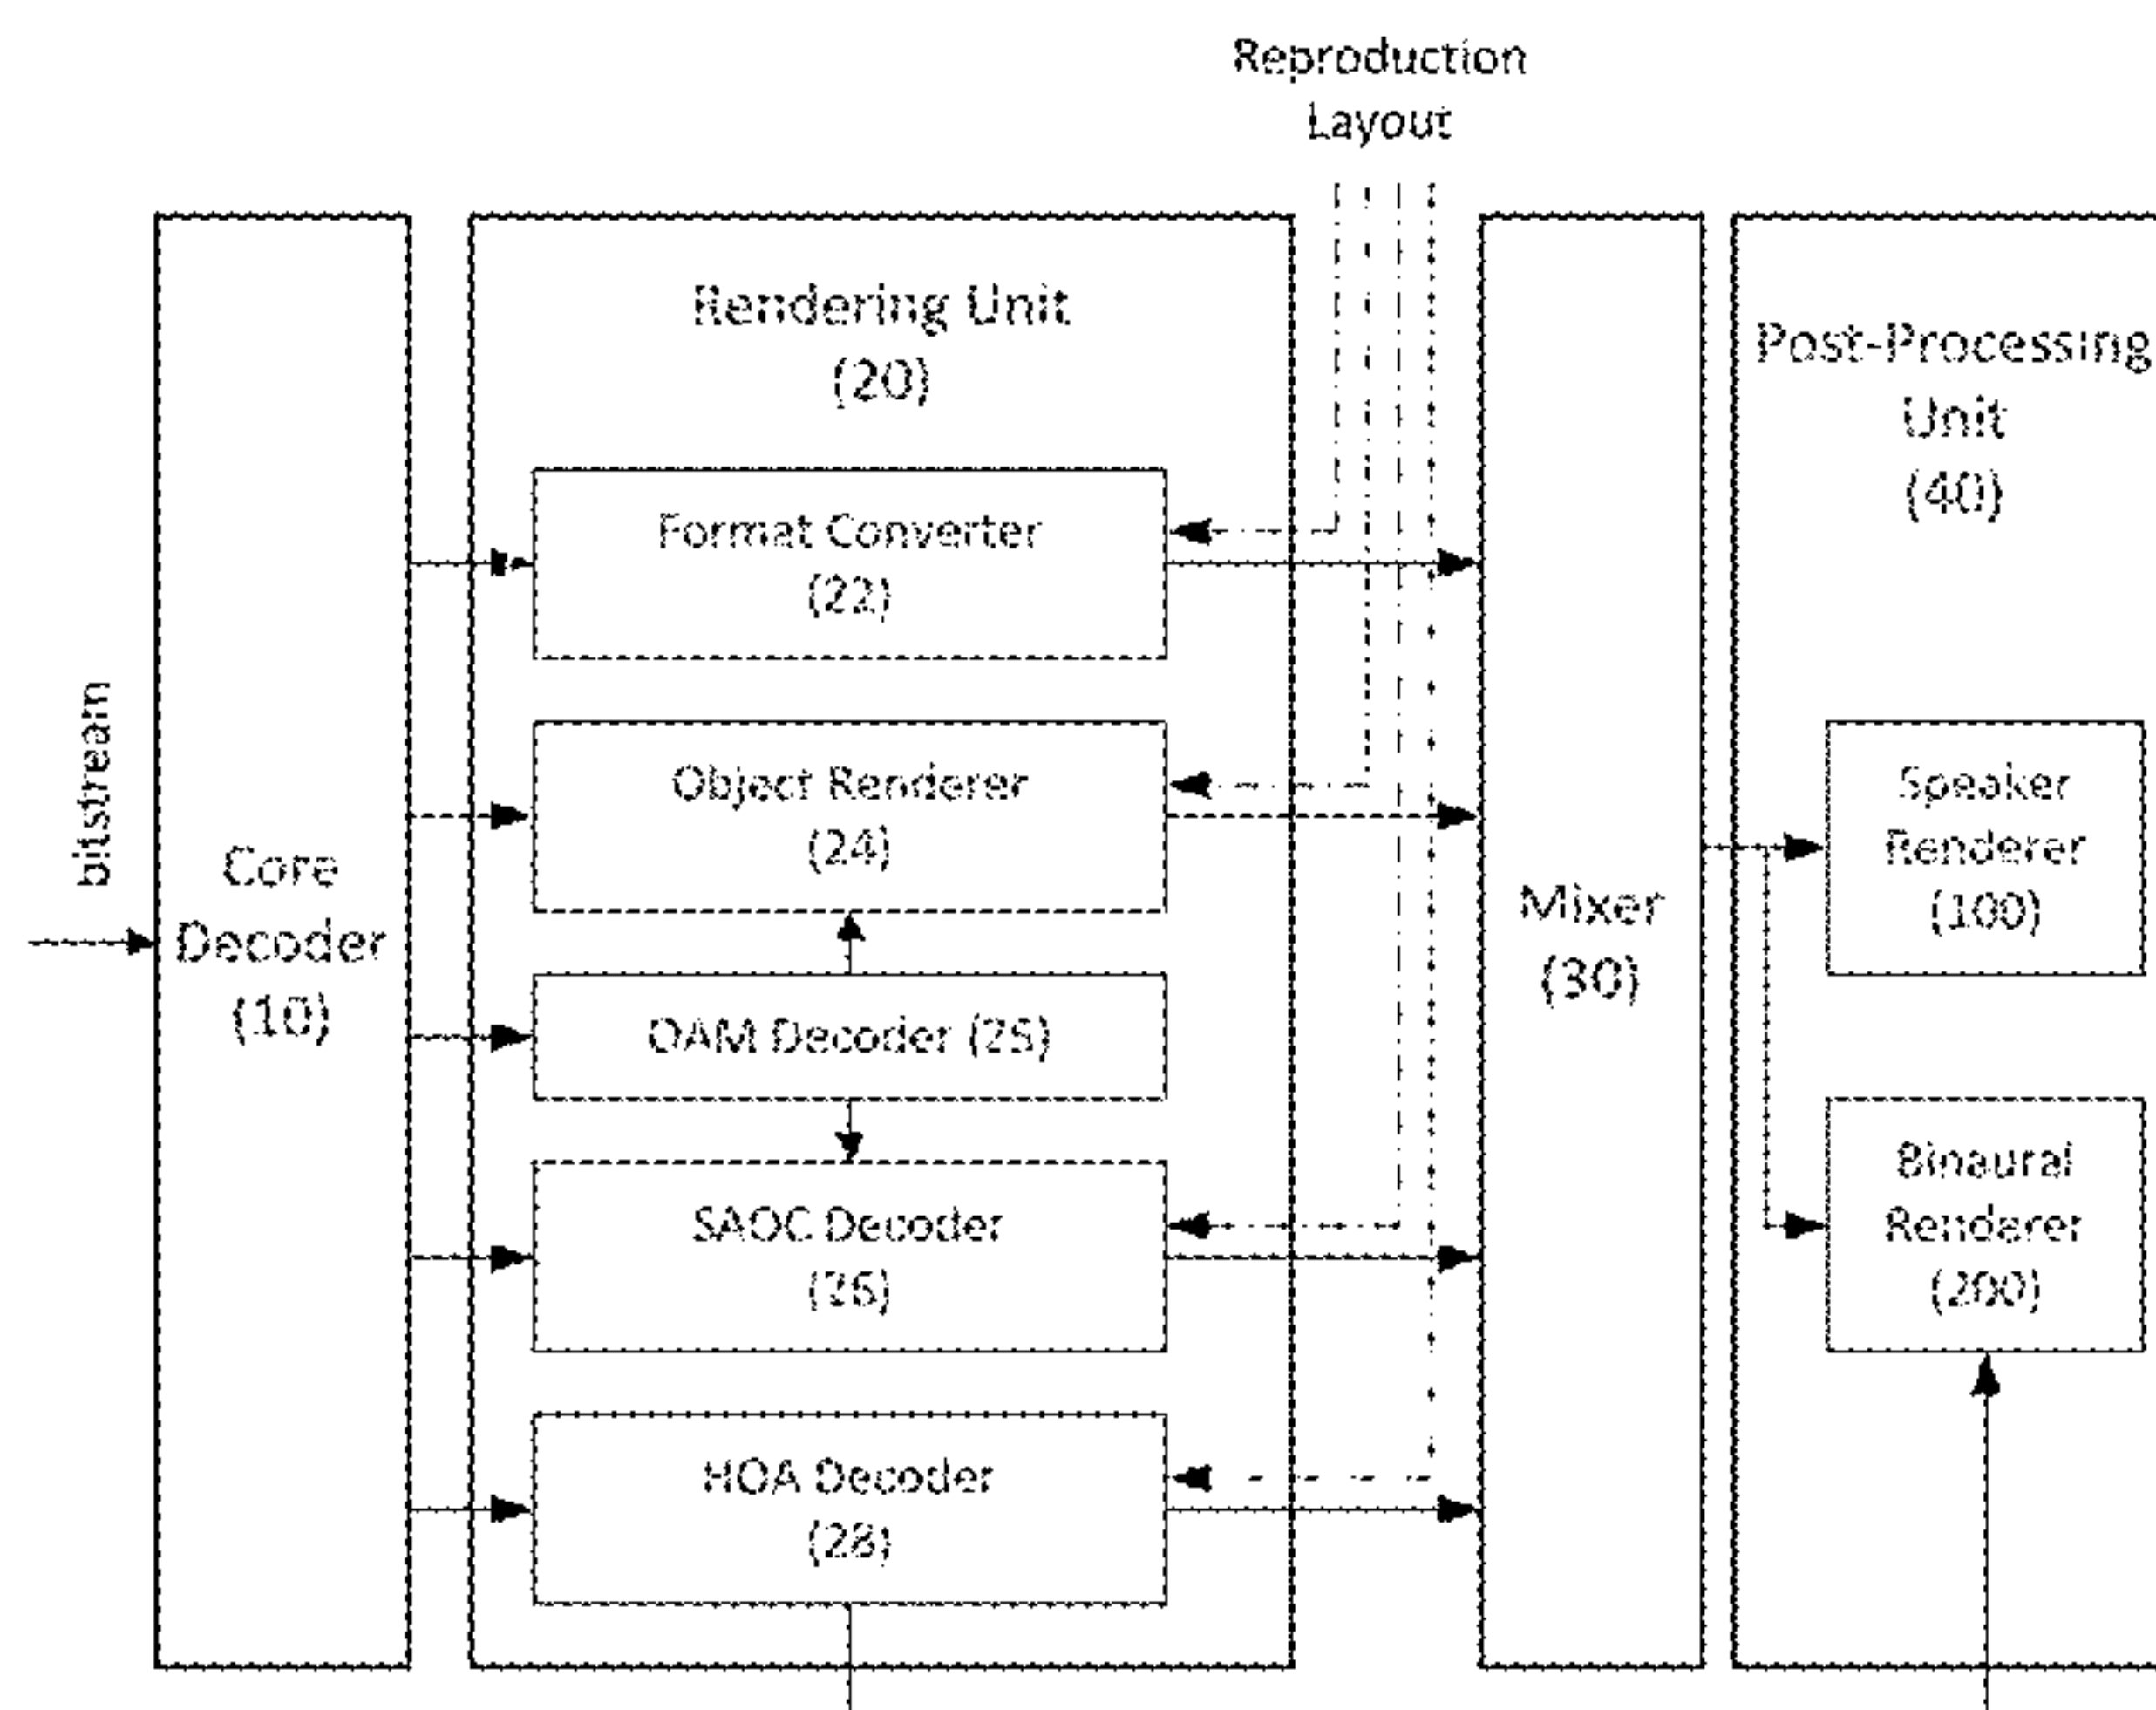 Reproduction
Layout
bitstream
Core
Decoder
(10)
Rendering Unit
(20)
Format Converter
(22)
Object Renderer
(24)
OAM Decoder (25)
SAOC Decoder
(26)
HOA Decoder
(28)
Mixer
(30)
Post-Processing
Unit
(40)
Speaker
Renderer
(100)
Binaural
Renderer
(200)